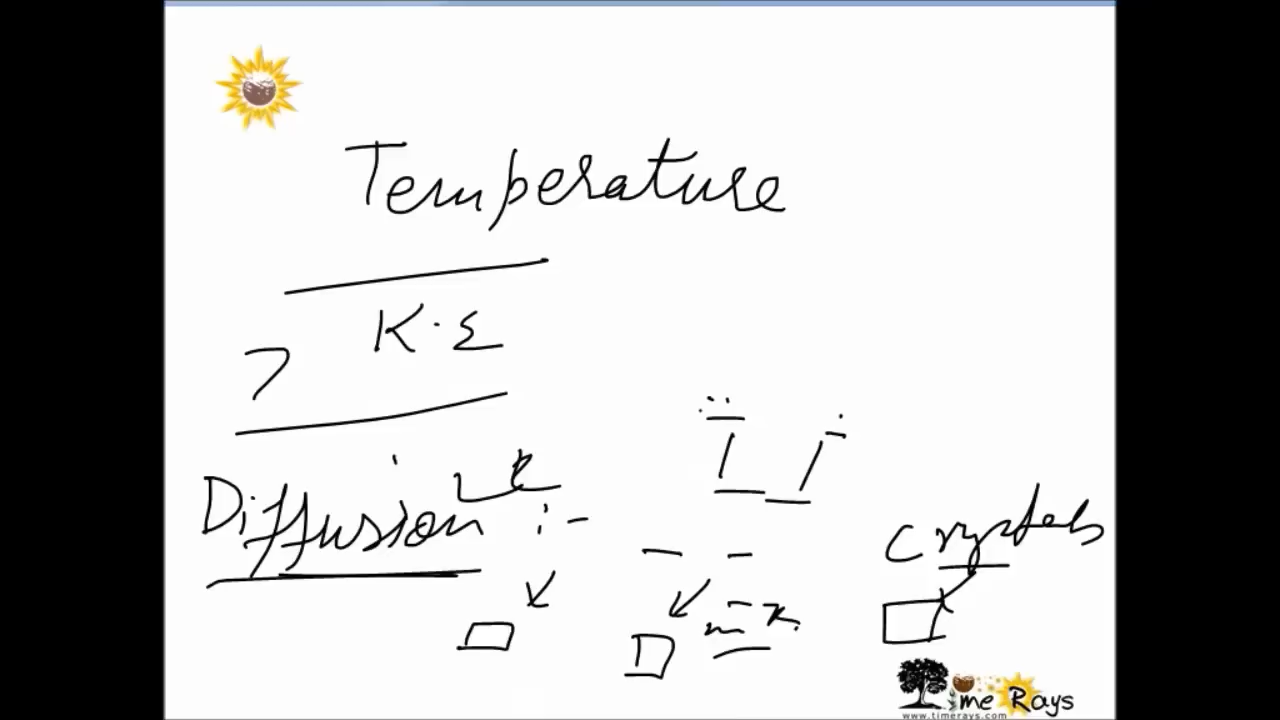 Temperature
K.E
Diffusion :-
Crystals
Time Rays
www.timerays.com